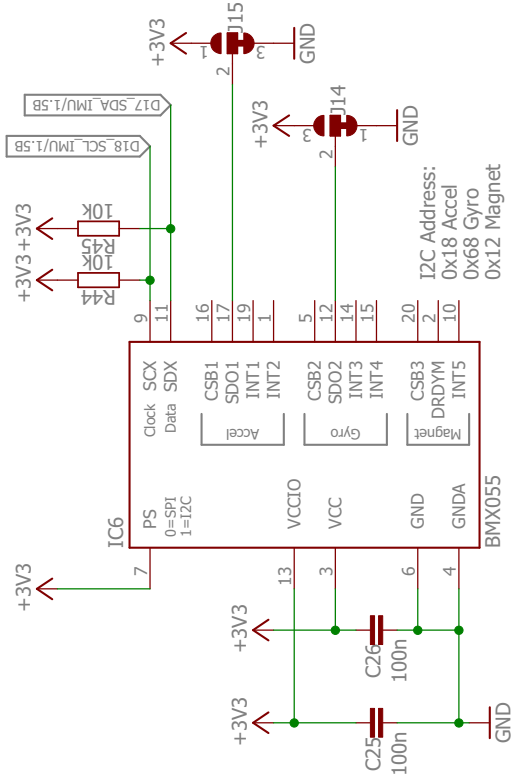 J15
+3V3
1
3
GND
2
D17_SDA_IMU/1.5B
J14
+3V3
3
1
GND
2
D18_SCL_IMU/1.5B
+3V3
10k
R45
+3V3
10k
R44
I2C Address:
0x18 Accel
0x68 Gyro
0x12 Magnet
9
11
16
17
19
1
5
12
14
15
20
2
10
SCX
SDX
CSB1
SDO1
INT1
INT2
CSB2
SDO2
INT3
INT4
CSB3
DRDYM
INT5
Clock
Data
Accel
Gyro
Magnet
IC6
PS
0=SPI
1=I2C
VCCIO
VCC
GND
GNDA
BMX055
7
13
3
6
4
+3V3
+3V3
C26
100n
+3V3
C25
100n
GND